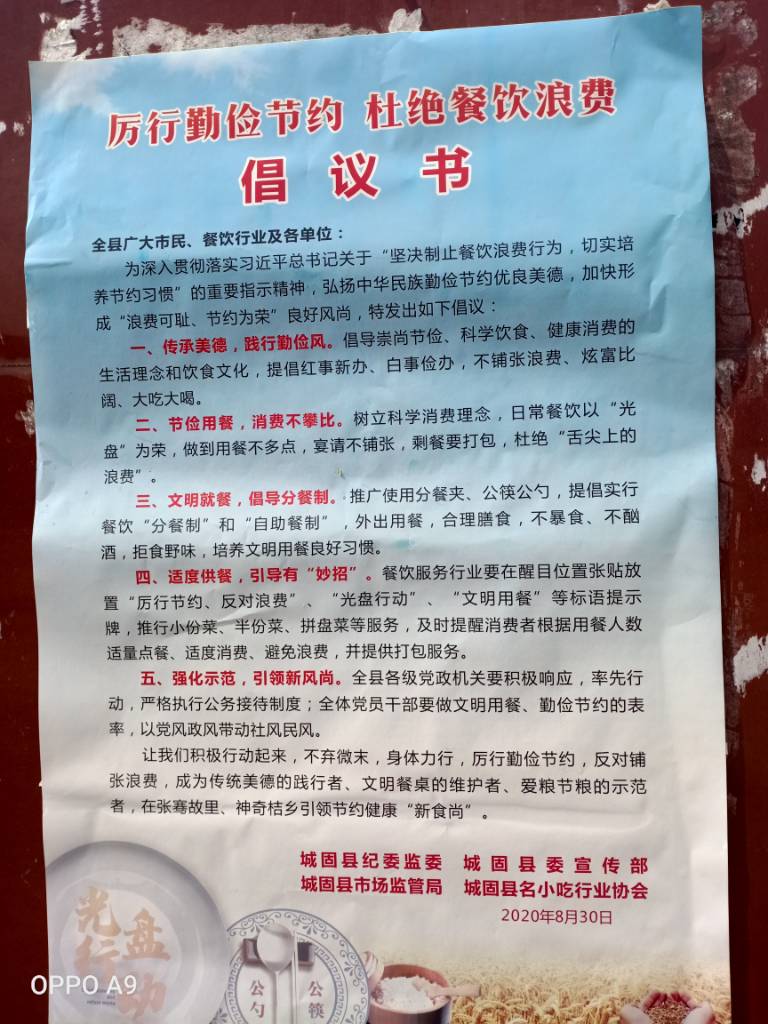 厉行勤俭节约 杜绝餐饮浪费
倡议书
全县广大市民、餐饮行业及各单位：
为深入贯彻落实习近平总书记关于“坚决制止餐饮浪费行为，切实培
养节约习惯”的重要指示精神，弘扬中华民族勤俭节约优良美德，加快形
成“浪费可耻、节约为荣”良好风尚，特发出如下倡议：
一、传承美德，践行勤俭风。倡导崇尚节俭、科学饮食、健康消费的
生活理念和饮食文化，提倡红事新办、白事俭办，不铺张浪费、炫富比
阔、大吃大喝。
二、节俭用餐，消费不攀比。树立科学消费理念，日常餐饮以“光
盘”为荣，做到用餐不多点，宴请不铺张，剩餐要打包，杜绝“舌尖上的
浪费”。
三、文明就餐，倡导分餐制。推广使用分餐夹、公筷公勺，提倡实行
餐饮“分餐制”和“自助餐制”，外出用餐，合理膳食，不暴食、不酗
酒，拒食野味，培养文明用餐良好习惯。
四、适度供餐，引导有“妙招”。餐饮服务行业要在醒目位置张贴放
置“厉行节约、反对浪费”、“光盘行动”、“文明用餐”等标语提示
牌，推行小份菜、半份菜、拼盘菜等服务，及时提醒消费者根据用餐人数
适量点餐、适度消费、避免浪费，并提供打包服务。
五、强化示范，引领新风尚。全县各级党政机关要积极响应，率先行
动，严格执行公务接待制度；全体党员干部要做文明用餐、勤俭节约的表
率，以党风政风带动社风民风。
让我们积极行动起来，不弃微末，身体力行，厉行勤俭节约，反对铺
张浪费，成为传统美德的践行者、文明餐桌的维护者、爱粮节粮的示范
者，在张骞故里、神奇桔乡引领节约健康“新食尚”。
城固县纪委监委 城固县委宣传部
城固县市场监管局 城固县名小吃行业协会
2020年8月30日
光盘行动
公勺 公筷
OPPO A9